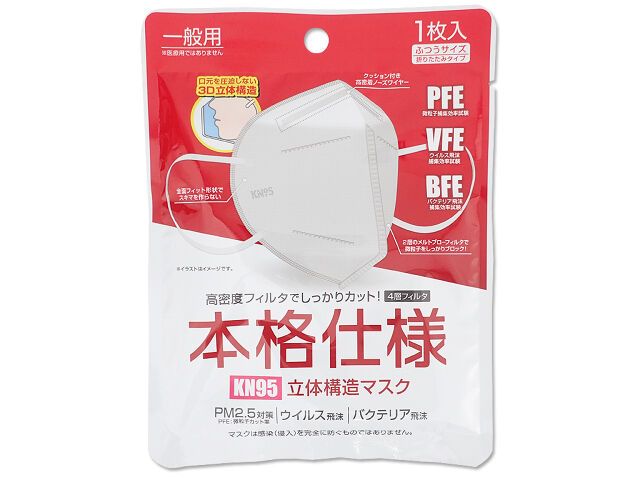 一般用
※医療用ではありません
1枚入
ふつうサイズ
折りたたみタイプ
口元を圧迫しない
3D立体構造
クッション付き
高密着ノーズワイヤー
PFE
微粒子捕集効率試験
VFE
ウイルス飛沫
捕集効率試験
BFE
バクテリア飛沫
捕集効率試験
KN95
全面フィット形状で
スキマを作らない
2層のメルトブローフィルタで
微粒子をしっかりブロック!
※イラストはイメージです。
高密度フィルタでしっかりカット! 4層フィルタ
本格仕様
KN95 立体構造マスク
PM2.5対策 ウイルス飛沫 バクテリア飛沫
PFE:微粒子カット率
マスクは感染(侵入)を完全に防ぐものではありません。